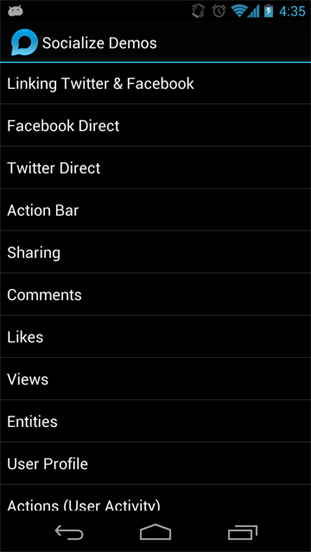 4:35
Socialize Demos
Linking Twitter & Facebook
Facebook Direct
Twitter Direct
Action Bar
Sharing
Comments
Likes
Views
Entities
User Profile
Actions (User Activity)